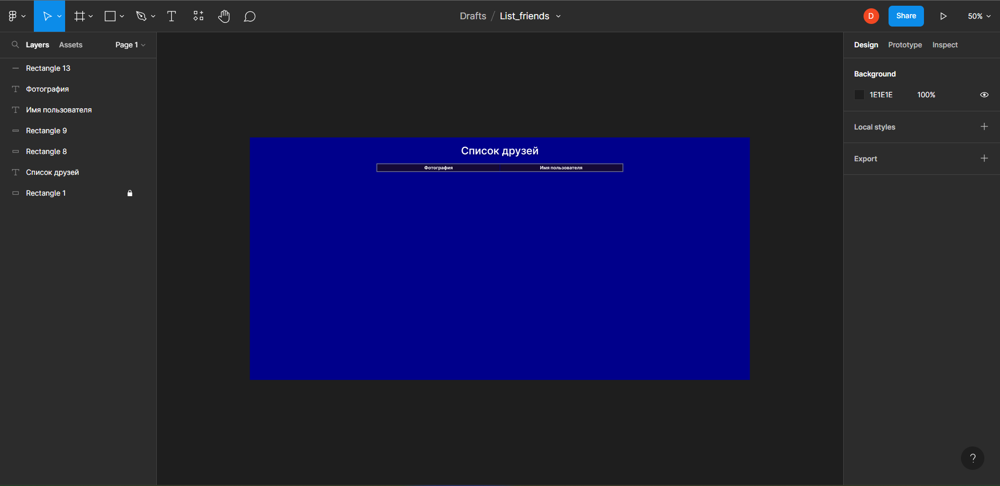 Drafts / List_friends
D
Share
50%
Layers
Assets
Page 1
Rectangle 13
Фотография
Имя пользователя
Rectangle 9
Rectangle 8
Список друзей
Rectangle 1
Список друзей
Фотография
Имя пользователя
Design
Prototype
Inspect
Background
1E1E1E
100%
Local styles
Export
?